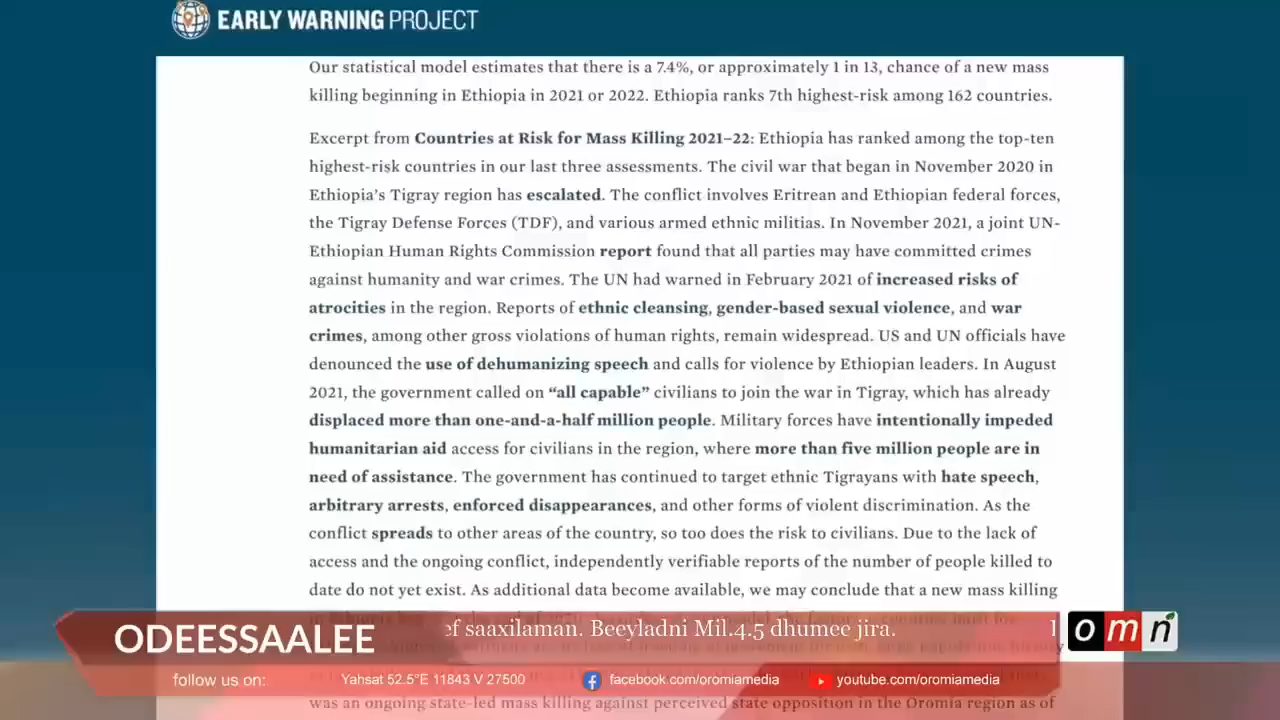 EARLY WARNING PROJECT
Our statistical model estimates that there is a 7.4%, or approximately 1 in 13, chance of a new mass
killing beginning in Ethiopia in 2021 or 2022. Ethiopia ranks 7th highest-risk among 162 countries.
Excerpt from Countries at Risk for Mass Killing 2021–22: Ethiopia has ranked among the top-ten
highest-risk countries in our last three assessments. The civil war that began in November 2020 in
Ethiopia's Tigray region has escalated. The conflict involves Eritrean and Ethiopian federal forces,
the Tigray Defense Forces (TDF), and various armed ethnic militias. In November 2021, a joint UN-
Ethiopian Human Rights Commission report found that all parties may have committed crimes
against humanity and war crimes. The UN had warned in February 2021 of increased risks of
atrocities in the region. Reports of ethnic cleansing, gender-based sexual violence, and war
crimes, among other gross violations of human rights, remain widespread. US and UN officials have
denounced the use of dehumanizing speech and calls for violence by Ethiopian leaders. In August
2021, the government called on “all capable” civilians to join the war in Tigray, which has already
displaced more than one-and-a-half million people. Military forces have intentionally impeded
humanitarian aid access for civilians in the region, where more than five million people are in
need of assistance. The government has continued to target ethnic Tigrayans with hate speech,
arbitrary arrests, enforced disappearances, and other forms of violent discrimination. As the
conflict spreads to other areas of the country, so too does the risk to civilians. Due to the lack of
access and the ongoing conflict, independently verifiable reports of the number of people killed to
date do not yet exist. As additional data become available, we may conclude that a new mass killing
ODEESSAALEE
ef saaxilaman. Beeyladni Mil.4.5 dhumee jira.
omn
follow us on: Yahsat 52.5°E 11843 V 27500 facebook.com/oromiamedia youtube.com/oromiamedia
was an ongoing state-led mass killing against perceived state opposition in the Oromia region as of